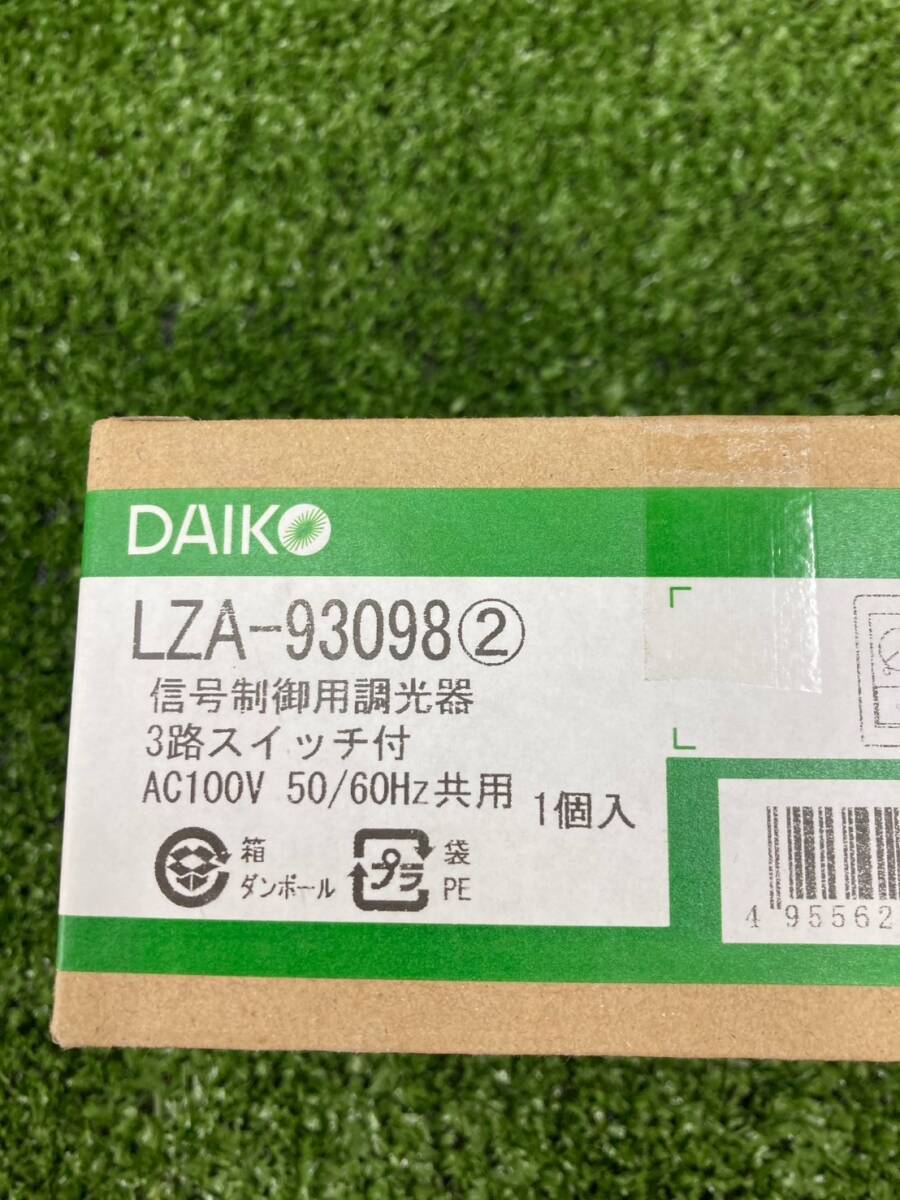 DAIKO
LZA-93098②
信号制御用調光器
3路スイッチ付
AC100V 50/60Hz共用
1個入
箱
ダンボール
プラ
袋
PE
4 95562